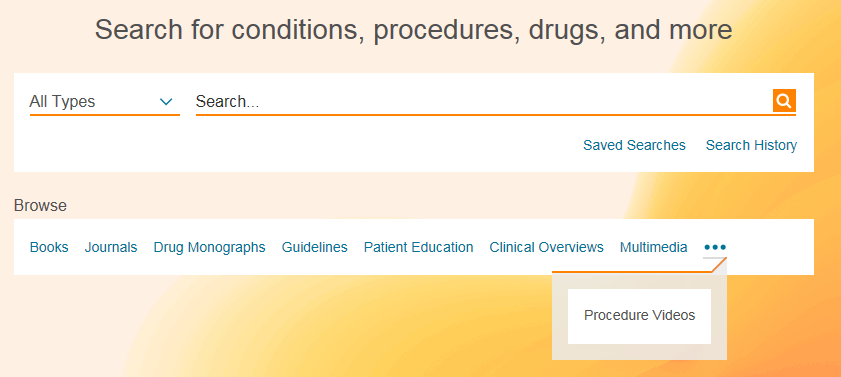 Search for conditions, procedures, drugs, and more
All Types
Search...
Saved Searches Search History
Browse
Books Journals Drug Monographs Guidelines Patient Education Clinical Overviews Multimedia •••
Procedure Videos